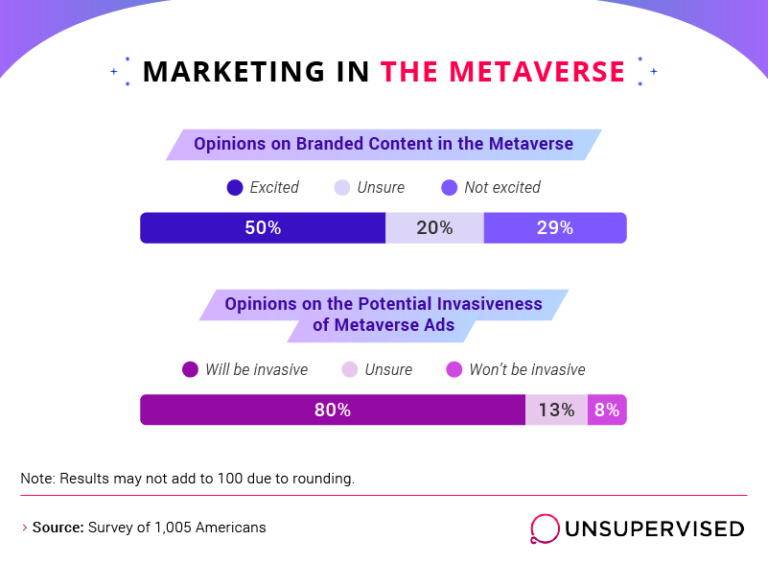 MARKETING IN THE METAVERSE
Opinions on Branded Content in the Metaverse
Excited Unsure Not excited
50% 20% 29%
Opinions on the Potential Invasiveness
of Metaverse Ads
Will be invasive Unsure Won't be invasive
80% 13% 8%
Note: Results may not add to 100 due to rounding.
Source: Survey of 1,005 Americans
UNSUPERVISED